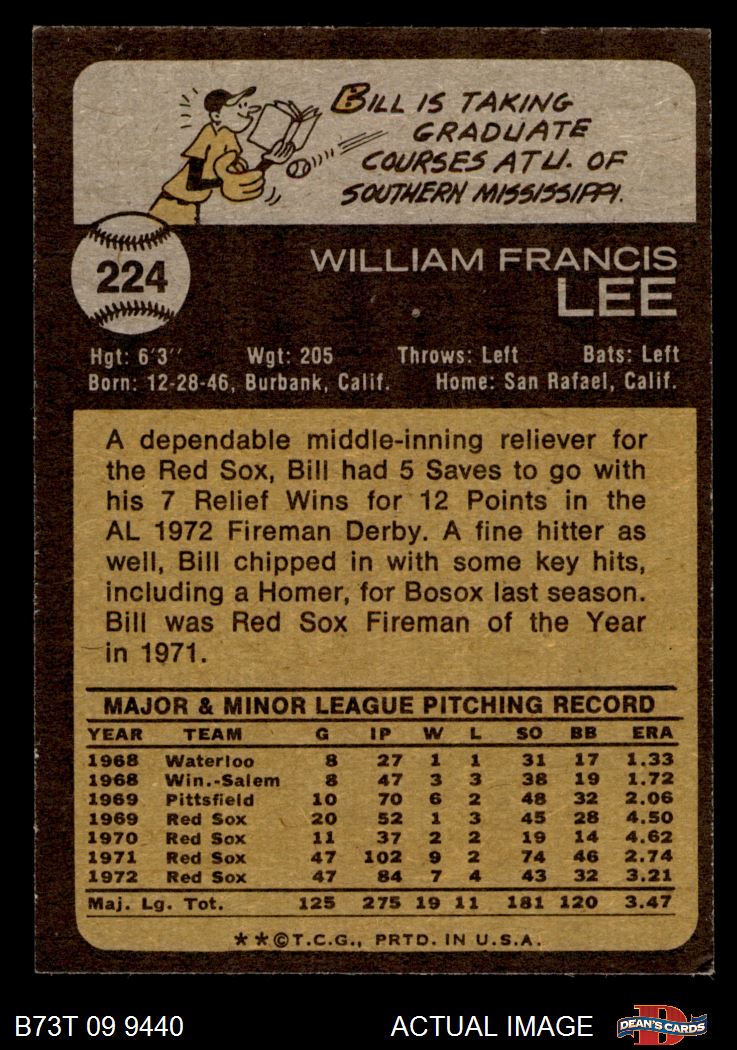 BILL IS TAKING
GRADUATE
COURSES AT U. OF
SOUTHERN MISSISSIPPI.
224
WILLIAM FRANCIS
LEE
Hgt: 6'3" Wgt: 205 Throws: Left Bats: Left
Born: 12-28-46, Burbank, Calif. Home: San Rafael, Calif.
A dependable middle-inning reliever for
the Red Sox, Bill had 5 Saves to go with
his 7 Relief Wins for 12 Points in the
AL 1972 Fireman Derby. A fine hitter as
well, Bill chipped in with some key hits,
including a Homer, for Bosox last season.
Bill was Red Sox Fireman of the Year
in 1971.
MAJOR & MINOR LEAGUE PITCHING RECORD
YEAR TEAM G IP W L SO BB ERA
1968 Waterloo 8 27 1 1 31 17 1.33
1968 Win.-Salem 8 47 3 3 38 19 1.72
1969 Pittsfield 10 70 6 2 48 32 2.06
1969 Red Sox 20 52 1 3 45 28 4.50
1970 Red Sox 11 37 2 2 19 14 4.62
1971 Red Sox 47 102 9 2 74 46 2.74
1972 Red Sox 47 84 7 4 43 32 3.21
Maj. Lg. Tot. 125 275 19 11 181 120 3.47
**©T.C.G., PRTD. IN U.S.A.
B73T 09 9440 ACTUAL IMAGE D DEAN'S CARDS